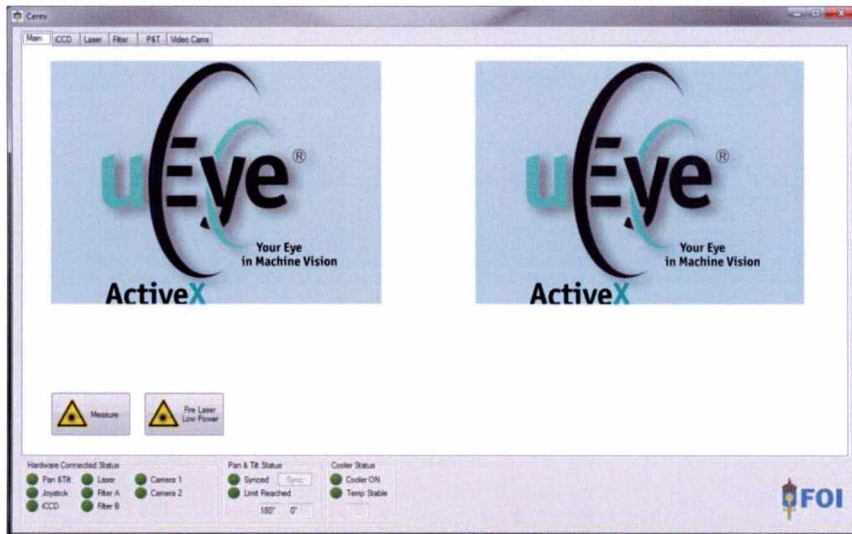 Cerex
Main iCCD Laser Filter P&T Video Cams
uEye®
Your Eye
in Machine Vision
ActiveX
uEye®
Your Eye
in Machine Vision
ActiveX
Measure
Fire Laser
Low Power
Hardware Connected Status
Pan &Tilt Laser Camera 1
Joystick Filter A Camera 2
iCCD Filter B
Pan & Tilt Status
Synced Sync
Limit Reached
180° 0°
Cooler Status
Cooler ON
Temp Stable
FOI